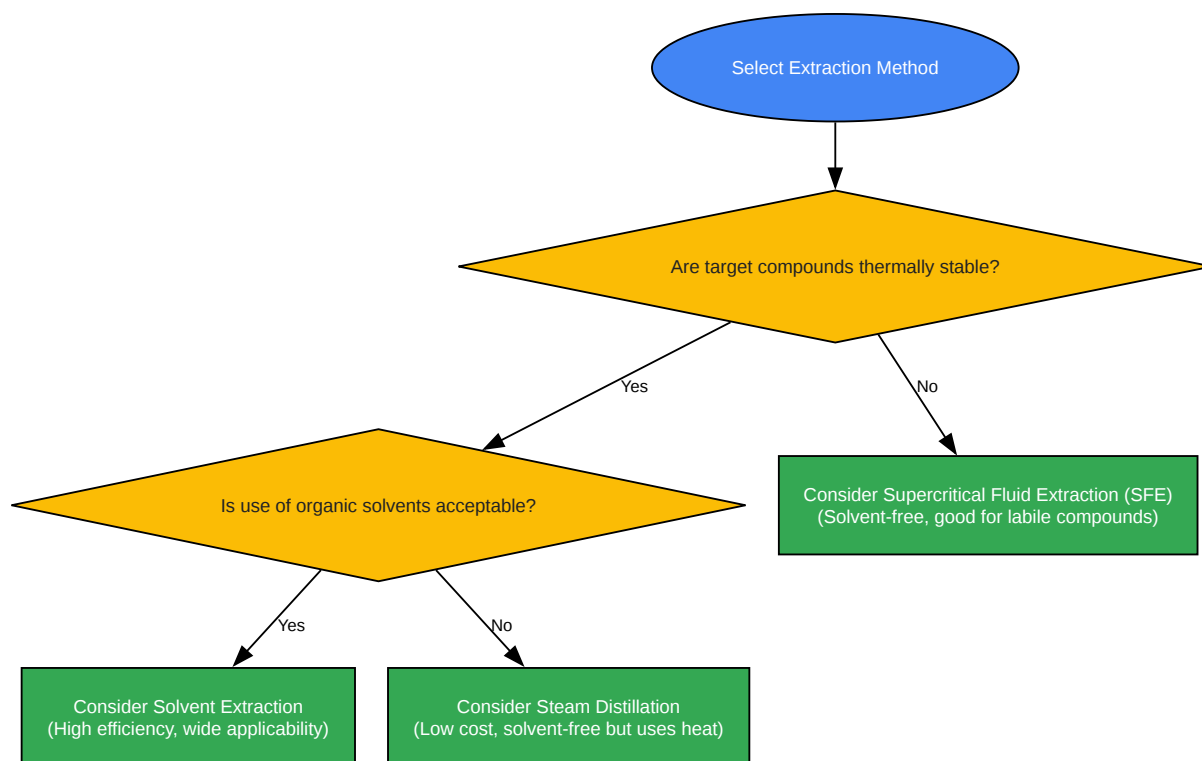 Select Extraction Method
Are target compounds thermally stable?
Yes
No
Is use of organic solvents acceptable?
Consider Supercritical Fluid Extraction (SFE)
(Solvent-free, good for labile compounds)
Yes
No
Consider Solvent Extraction
(High efficiency, wide applicability)
Consider Steam Distillation
(Low cost, solvent-free but uses heat)